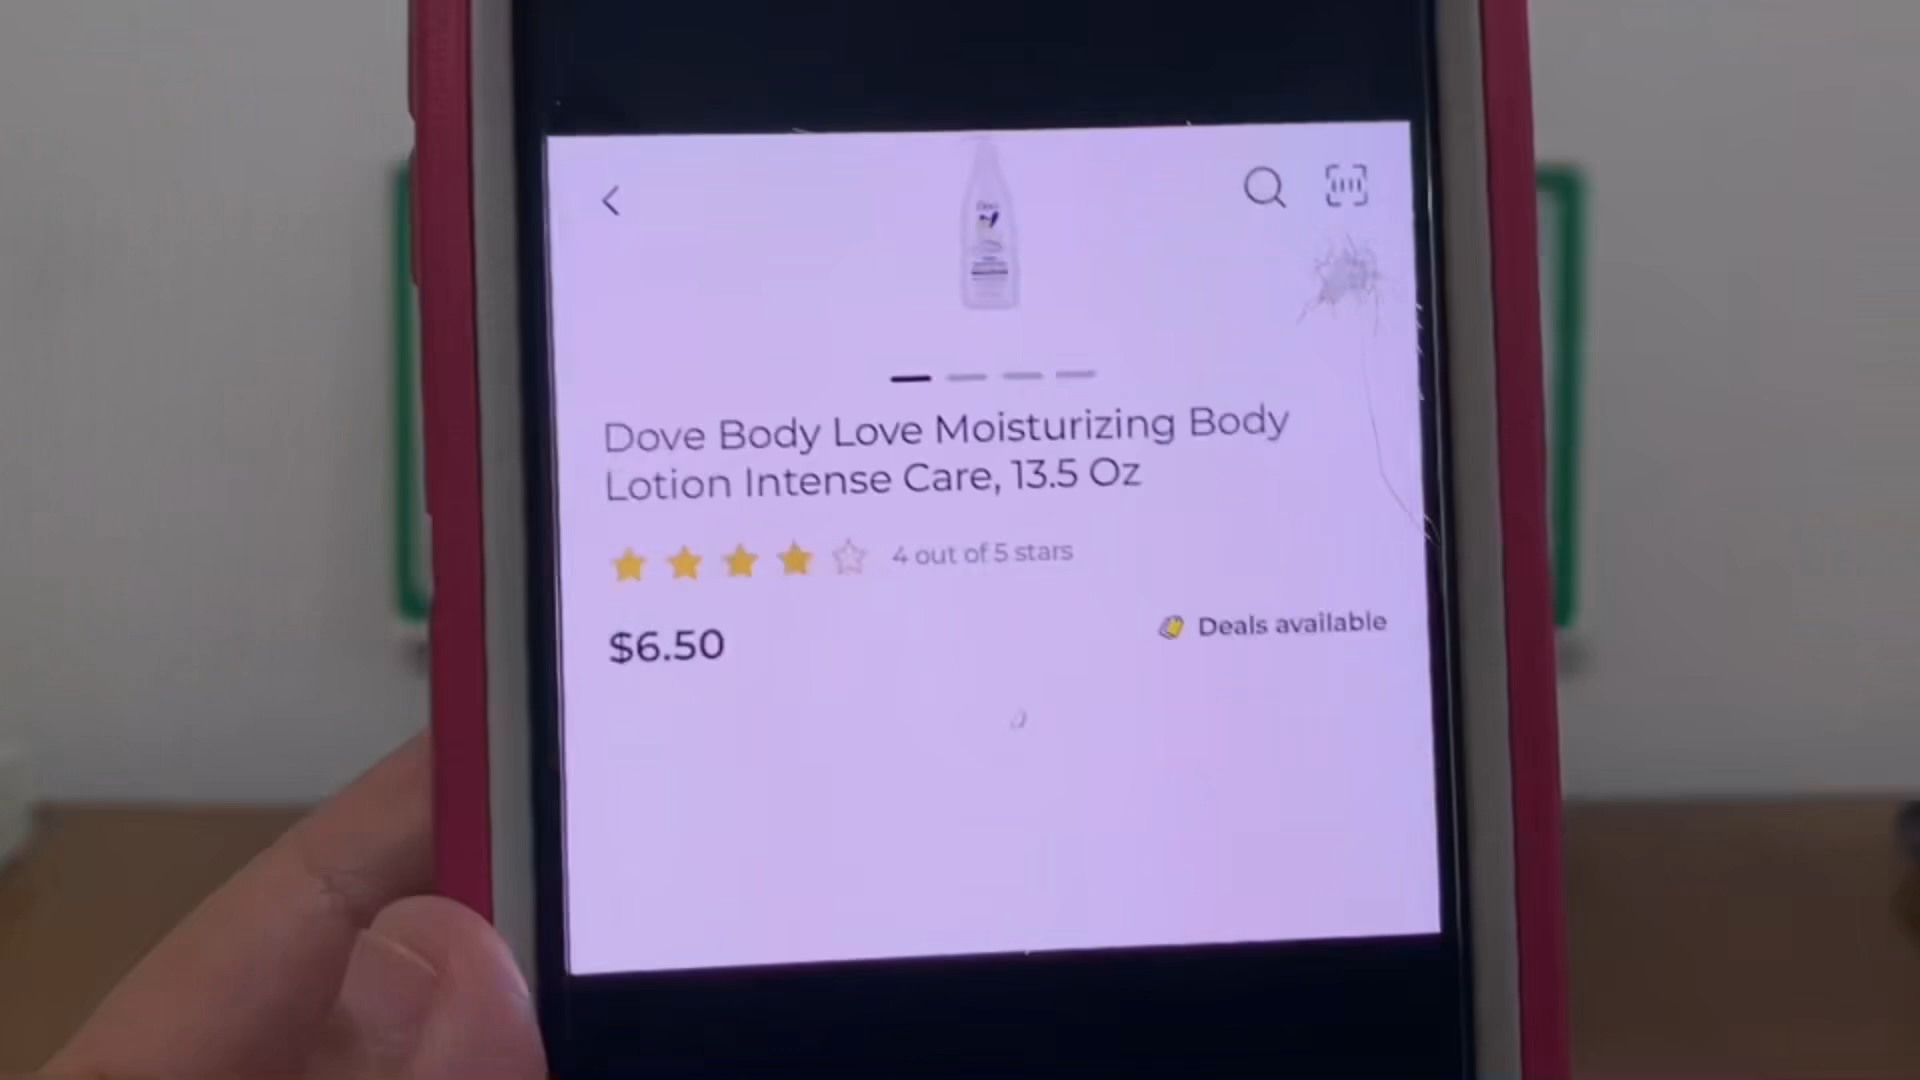 Dove Body Love Moisturizing Body
Lotion Intense Care, 13.5 Oz
4 out of 5 stars
$6.50
Deals available